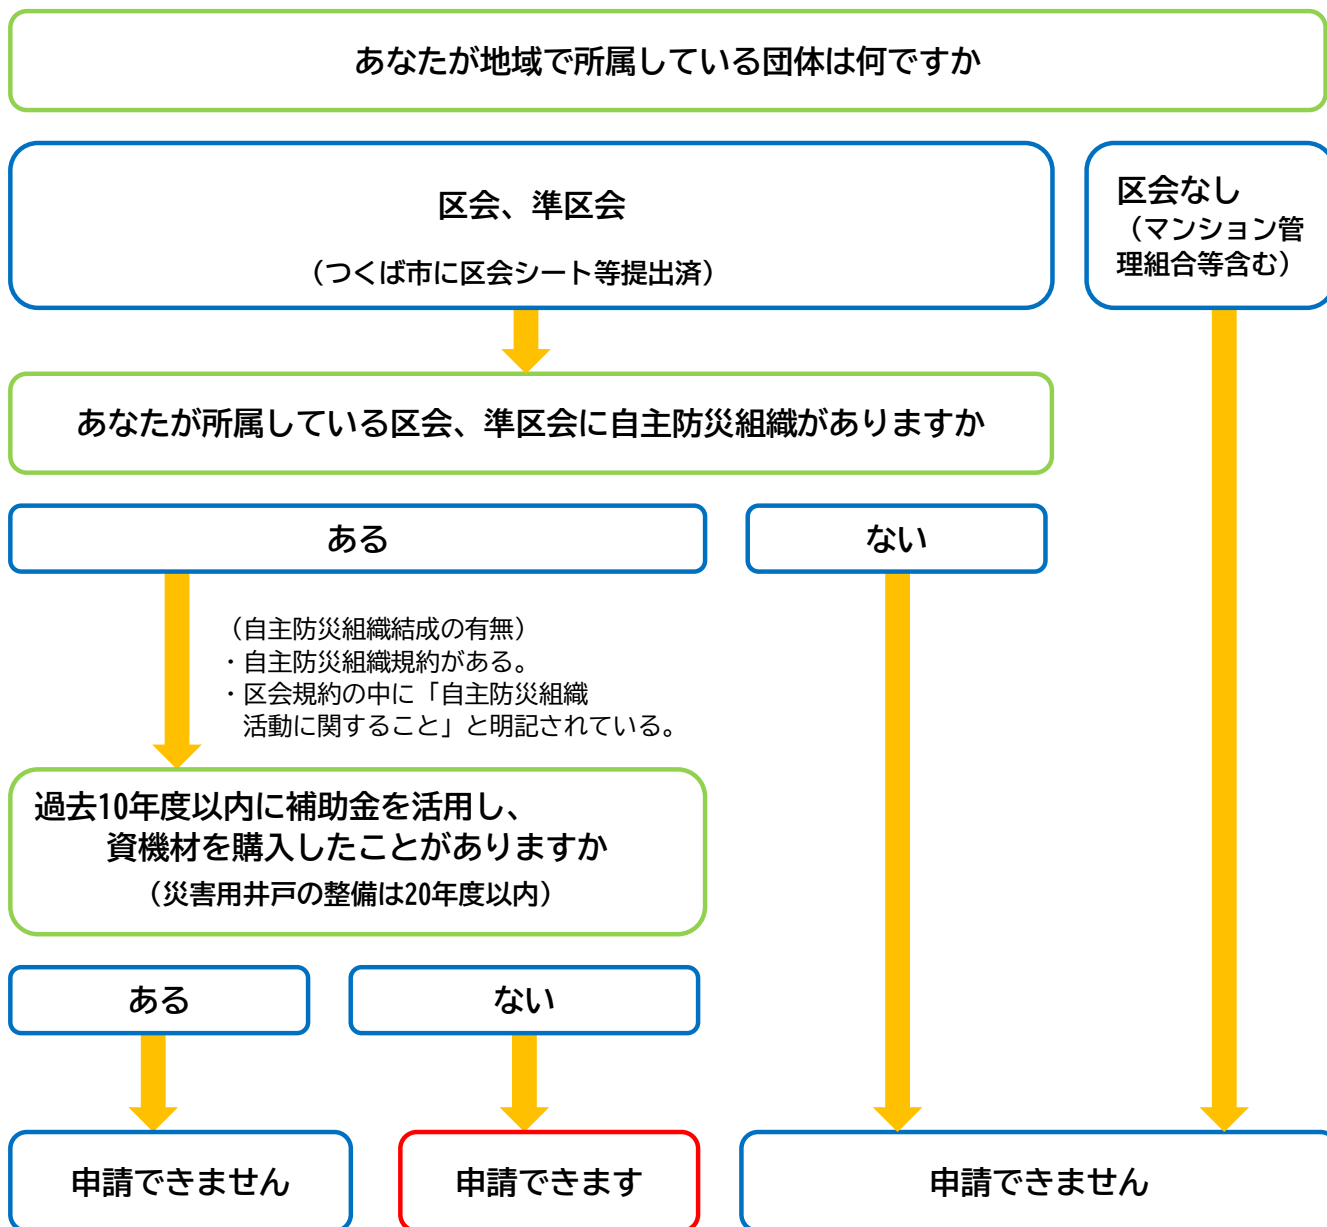 あなたが地域で所属している団体は何ですか
区会、準区会
（つくば市に区会シート等提出済）
区会なし
（マンション管
理組合等含む）
あなたが所属している区会、準区会に自主防災組織がありますか
ある
ない
（自主防災組織結成の有無）
・自主防災組織規約がある。
・区会規約の中に「自主防災組織
活動に関すること」と明記されている。
過去10年度以内に補助金を活用し、
資機材を購入したことがありますか
（災害用井戸の整備は20年度以内）
ある
ない
申請できません
申請できます
申請できません